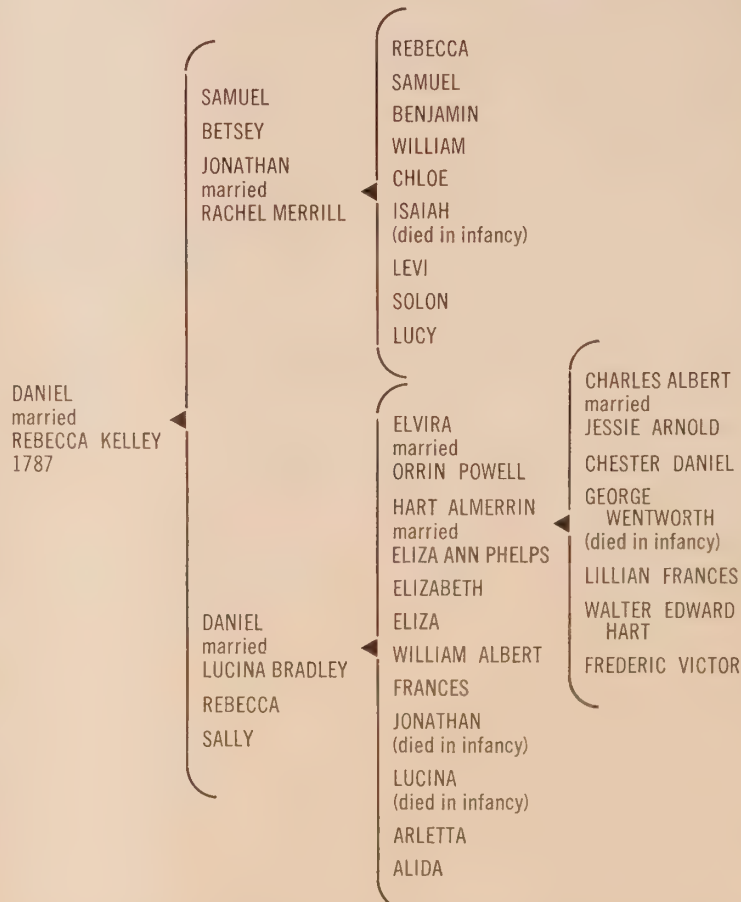 DANIEL
married
REBECCA KELLEY
1787
SAMUEL
BETSEY
JONATHAN
married
RACHEL MERRILL
DANIEL
married
LUCINA BRADLEY
REBECCA
SALLY
REBECCA
SAMUEL
BENJAMIN
WILLIAM
CHLOE
ISAIAH
(died in infancy)
LEVI
SOLON
LUCY
ELVIRA
married
ORRIN POWELL
HART ALMERRIN
married
ELIZA ANN PHELPS
ELIZABETH
ELIZA
WILLIAM ALBERT
FRANCES
JONATHAN
(died in infancy)
LUCINA
(died in infancy)
ARLETTA
ALIDA
CHARLES ALBERT
married
JESSIE ARNOLD
CHESTER DANIEL
GEORGE
WENTWORTH
(died in infancy)
LILLIAN FRANCES
WALTER EDWARD
HART
FREDERIC VICTOR